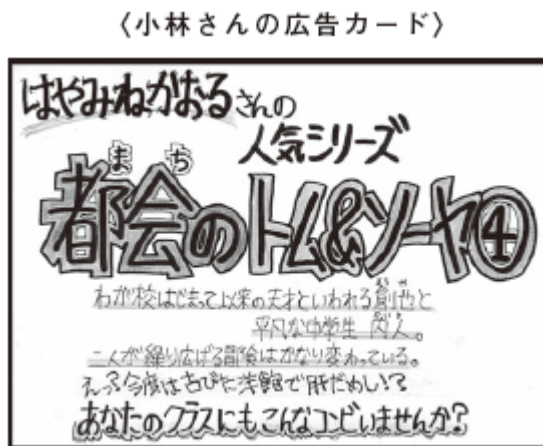 〈小林さんの広告カード〉
はやみねかおるさんの
人気シリーズ
まち
都会のトム&ソーヤ④
わが校はじまって以来の天才といわれる創也と
平凡な中学生 内人。
二人が繰り広げる冒険はかなり変わっている。
えっ?今度は古びた洋館で肝だめし!?
あなたのクラスにもこんなコンビいませんか?